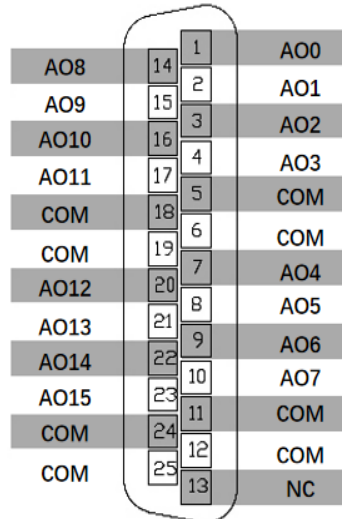 1 AO0
AO8 14
2 AO1
AO9 15
3 AO2
AO10 16
4 AO3
AO11 17
5 COM
COM 18
6 COM
COM 19
7 AO4
AO12 20
8 AO5
AO13 21
9 AO6
AO14 22
10 AO7
AO15 23
11 COM
COM 24
12 COM
COM 25
13 NC